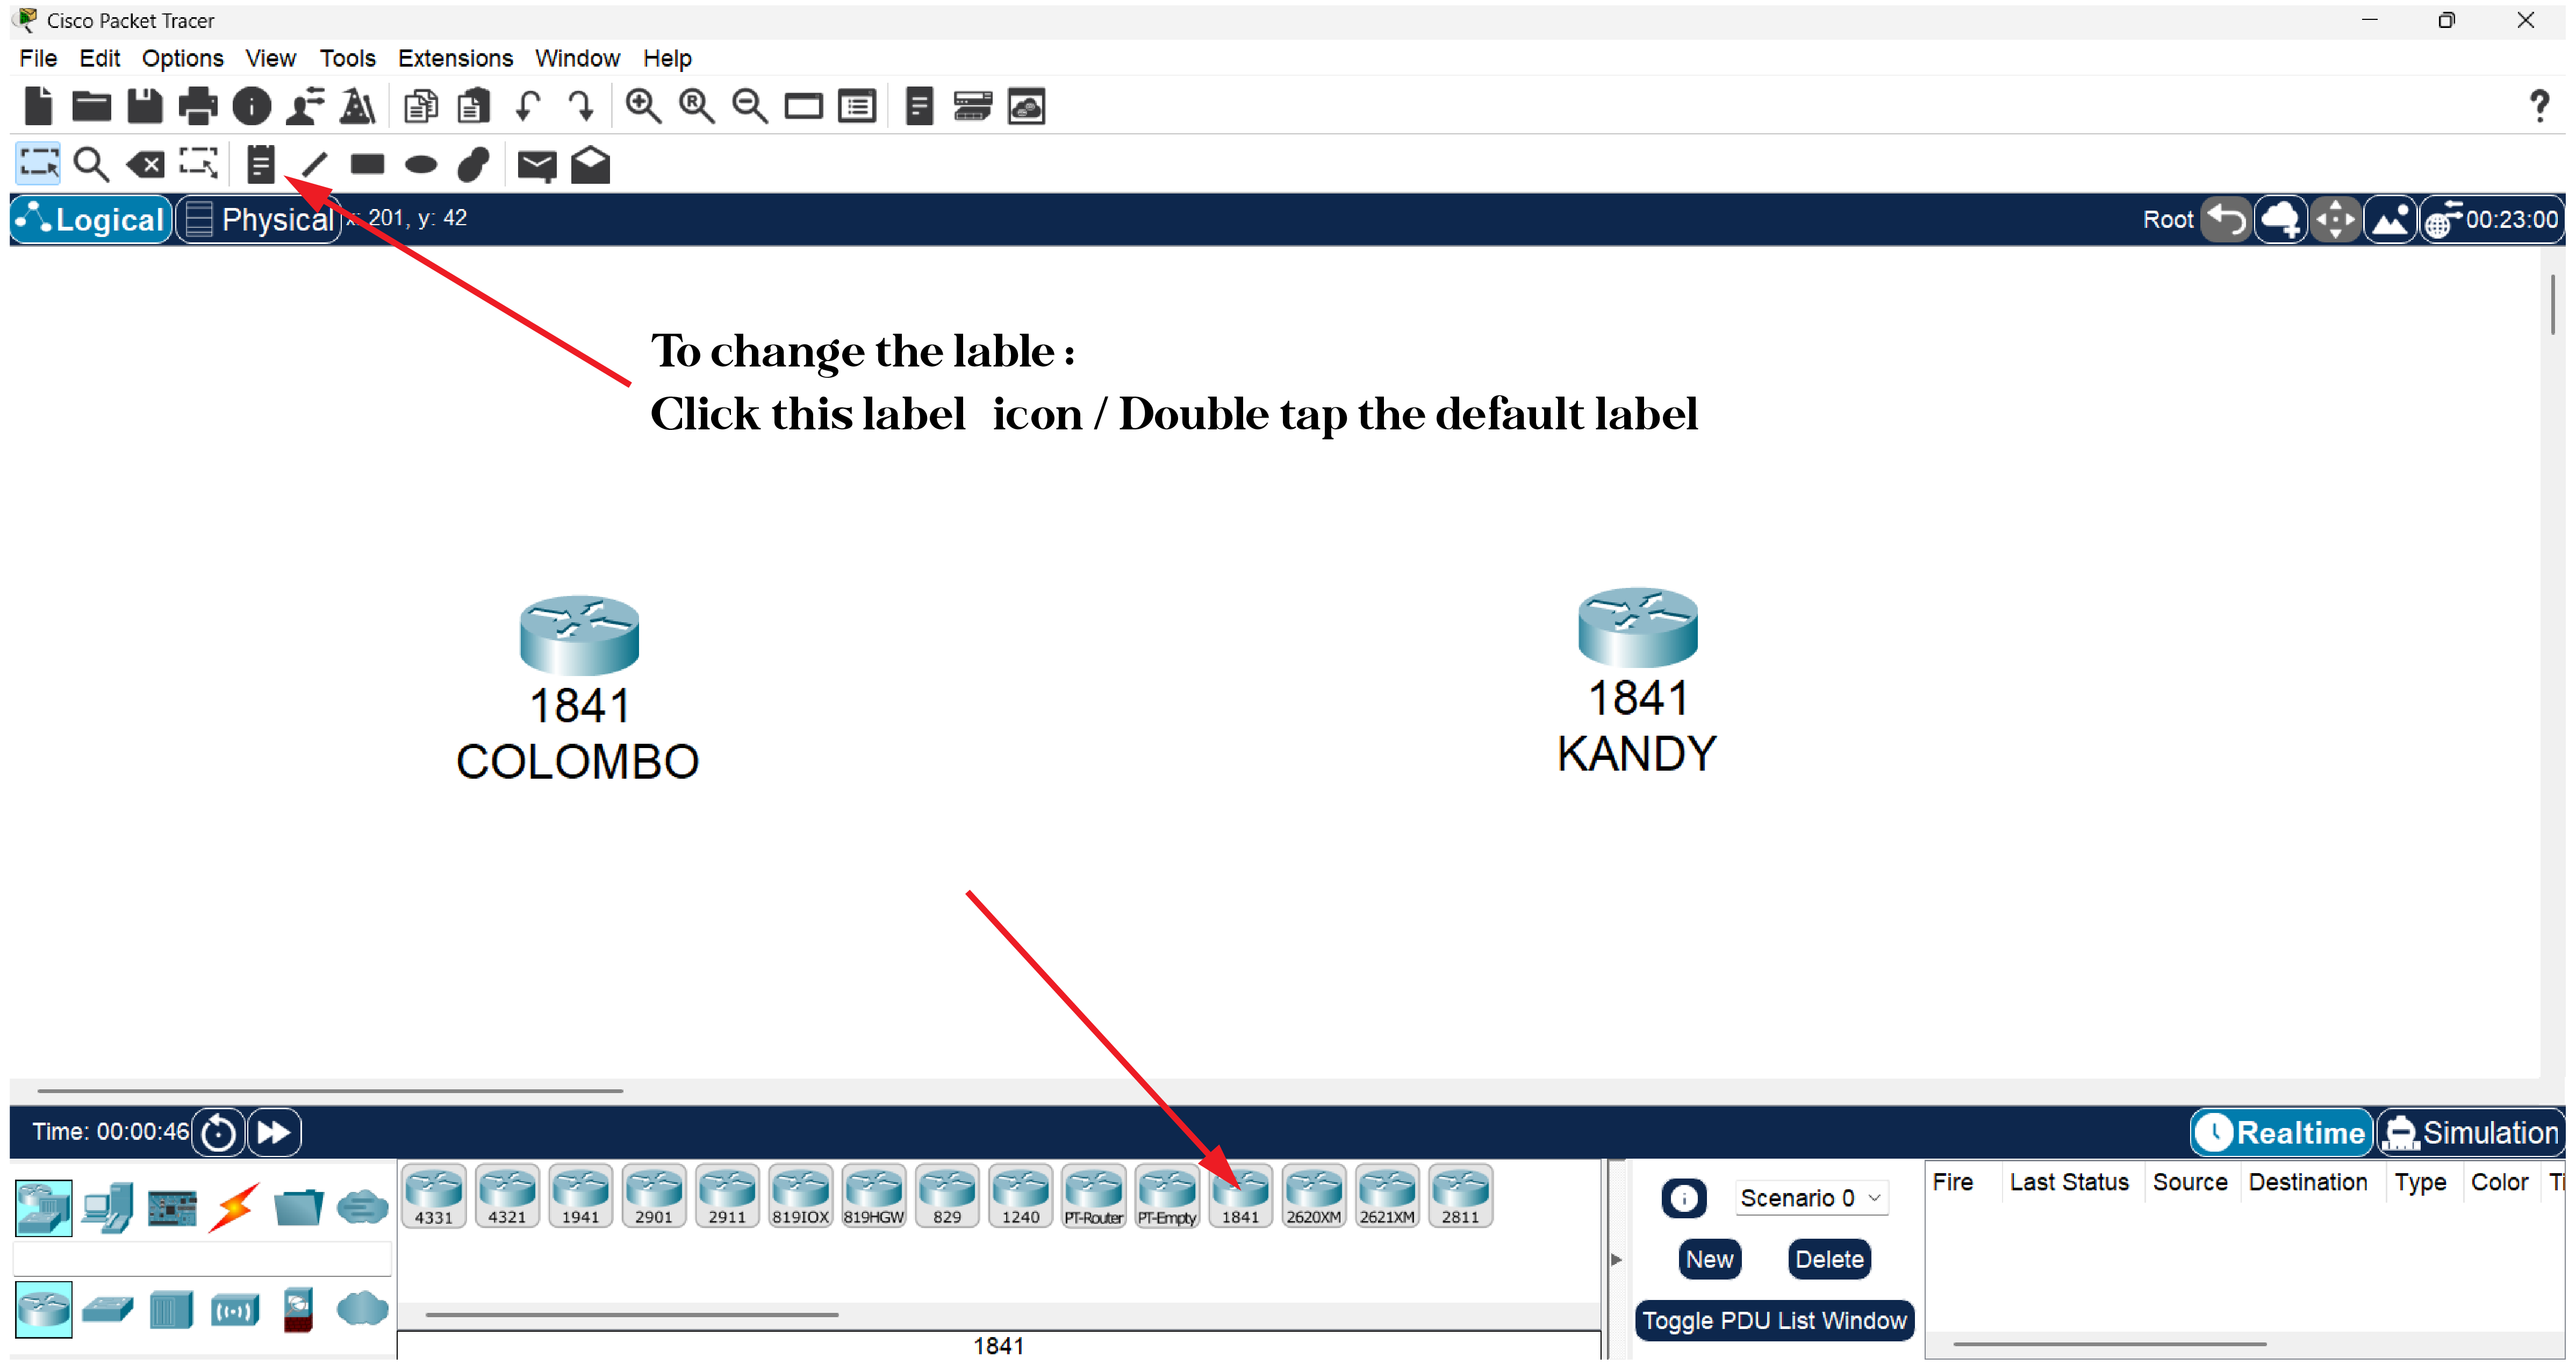 Cisco Packet Tracer
File Edit Options View Tools Extensions Window Help
Logical Physical x: 201, y: 42 Root 00:23:00
To change the lable :
Click this label icon / Double tap the default label
1841
COLOMBO
1841
KANDY
Time: 00:00:46 Realtime Simulation
4331 4321 1941 2901 2911 819IOX 819HGW 829 1240 PT-Router PT-Empty 1841 2620XM 2621XM 2811
Scenario 0
New Delete
Toggle PDU List Window
Fire Last Status Source Destination Type Color Ti
1841